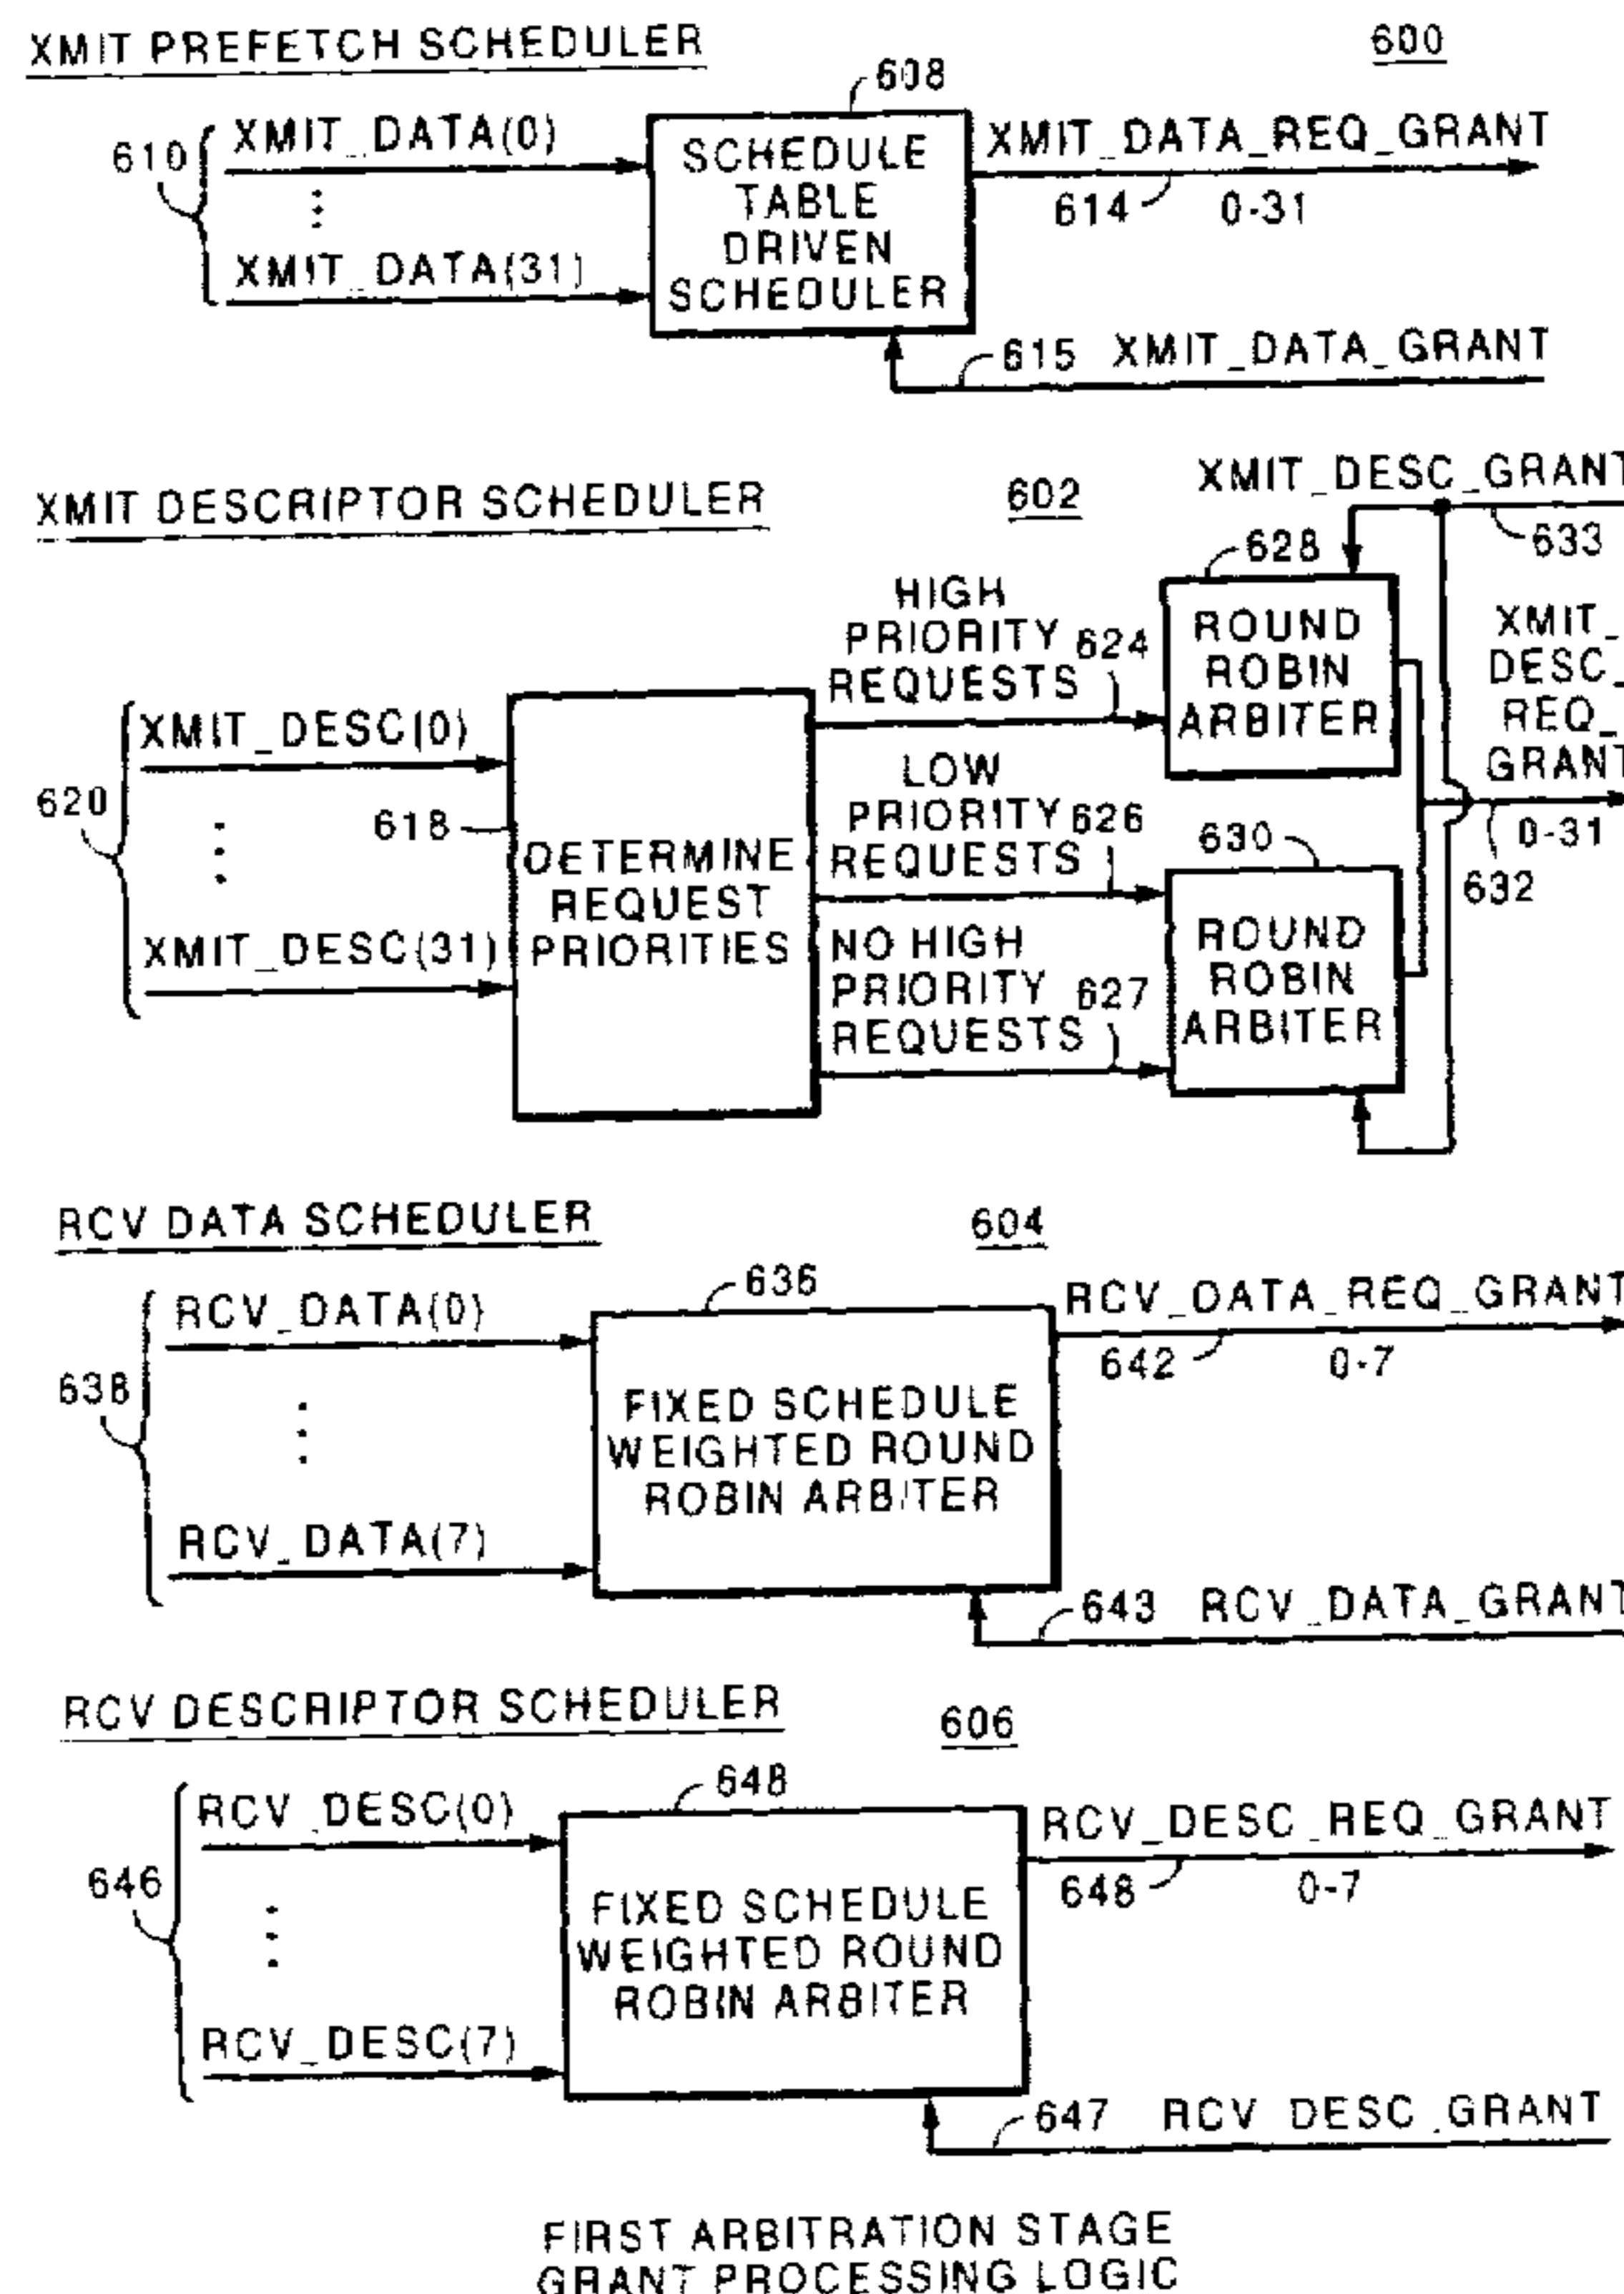 XMIT PREFETCH SCHEDULER
600
608
610
XMIT_DATA(0)
XMIT_DATA(31)
SCHEDULE
TABLE
DRIVEN
SCHEDULER
XMIT_DATA_REQ_GRANT
614
0-31
615
XMIT_DATA_GRANT
XMIT DESCRIPTOR SCHEDULER
602
XMIT_DESC_GRANT
633
620
XMIT_DESC(0)
XMIT_DESC(31)
618
DETERMINE
REQUEST
PRIORITIES
HIGH
PRIORITY
REQUESTS
624
LOW
PRIORITY
REQUESTS
626
NO HIGH
PRIORITY
REQUESTS
627
628
ROUND
ROBIN
ARBITER
630
ROUND
ROBIN
ARBITER
XMIT_
DESC_
REQ_
GRANT
0-31
632
RCV DATA SCHEDULER
604
636
638
RCV_DATA(0)
RCV_DATA(7)
FIXED SCHEDULE
WEIGHTED ROUND
ROBIN ARBITER
RCV_DATA_REQ_GRANT
642
0-7
643
RCV_DATA_GRANT
RCV DESCRIPTOR SCHEDULER
606
648
646
RCV_DESC(0)
RCV_DESC(7)
FIXED SCHEDULE
WEIGHTED ROUND
ROBIN ARBITER
RCV_DESC_REQ_GRANT
648
0-7
647
RCV DESC GRANT
FIRST ARBITRATION STAGE
GRANT PROCESSING LOGIC